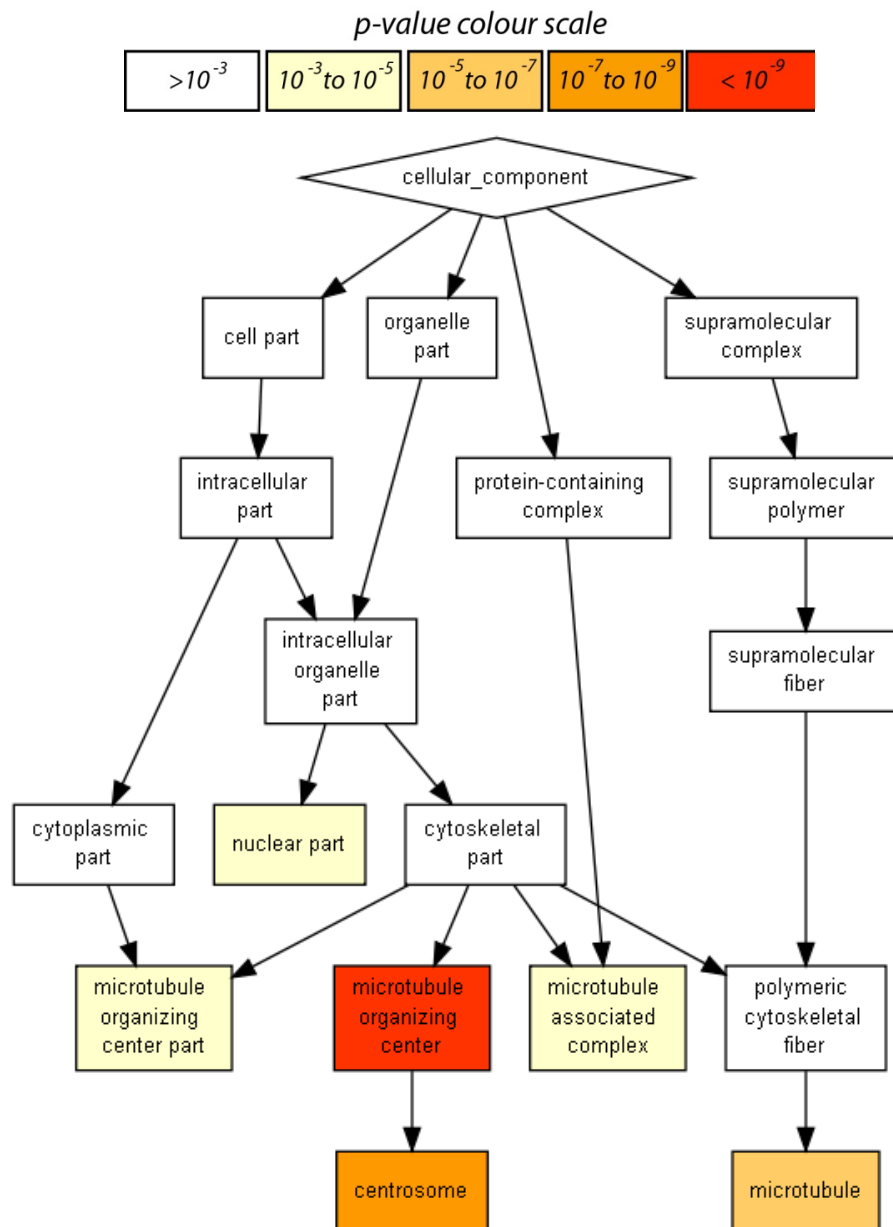 p-value colour scale
>10^-3
10^-3 to 10^-5
10^-5 to 10^-7
10^-7 to 10^-9
< 10^-9
cellular_component
cell part
organelle
part
supramolecular
complex
intracellular
part
protein-containing
complex
supramolecular
polymer
intracellular
organelle
part
supramolecular
fiber
cytoplasmic
part
nuclear part
cytoskeletal
part
microtubule
organizing
center part
microtubule
organizing
center
microtubule
associated
complex
polymeric
cytoskeletal
fiber
centrosome
microtubule